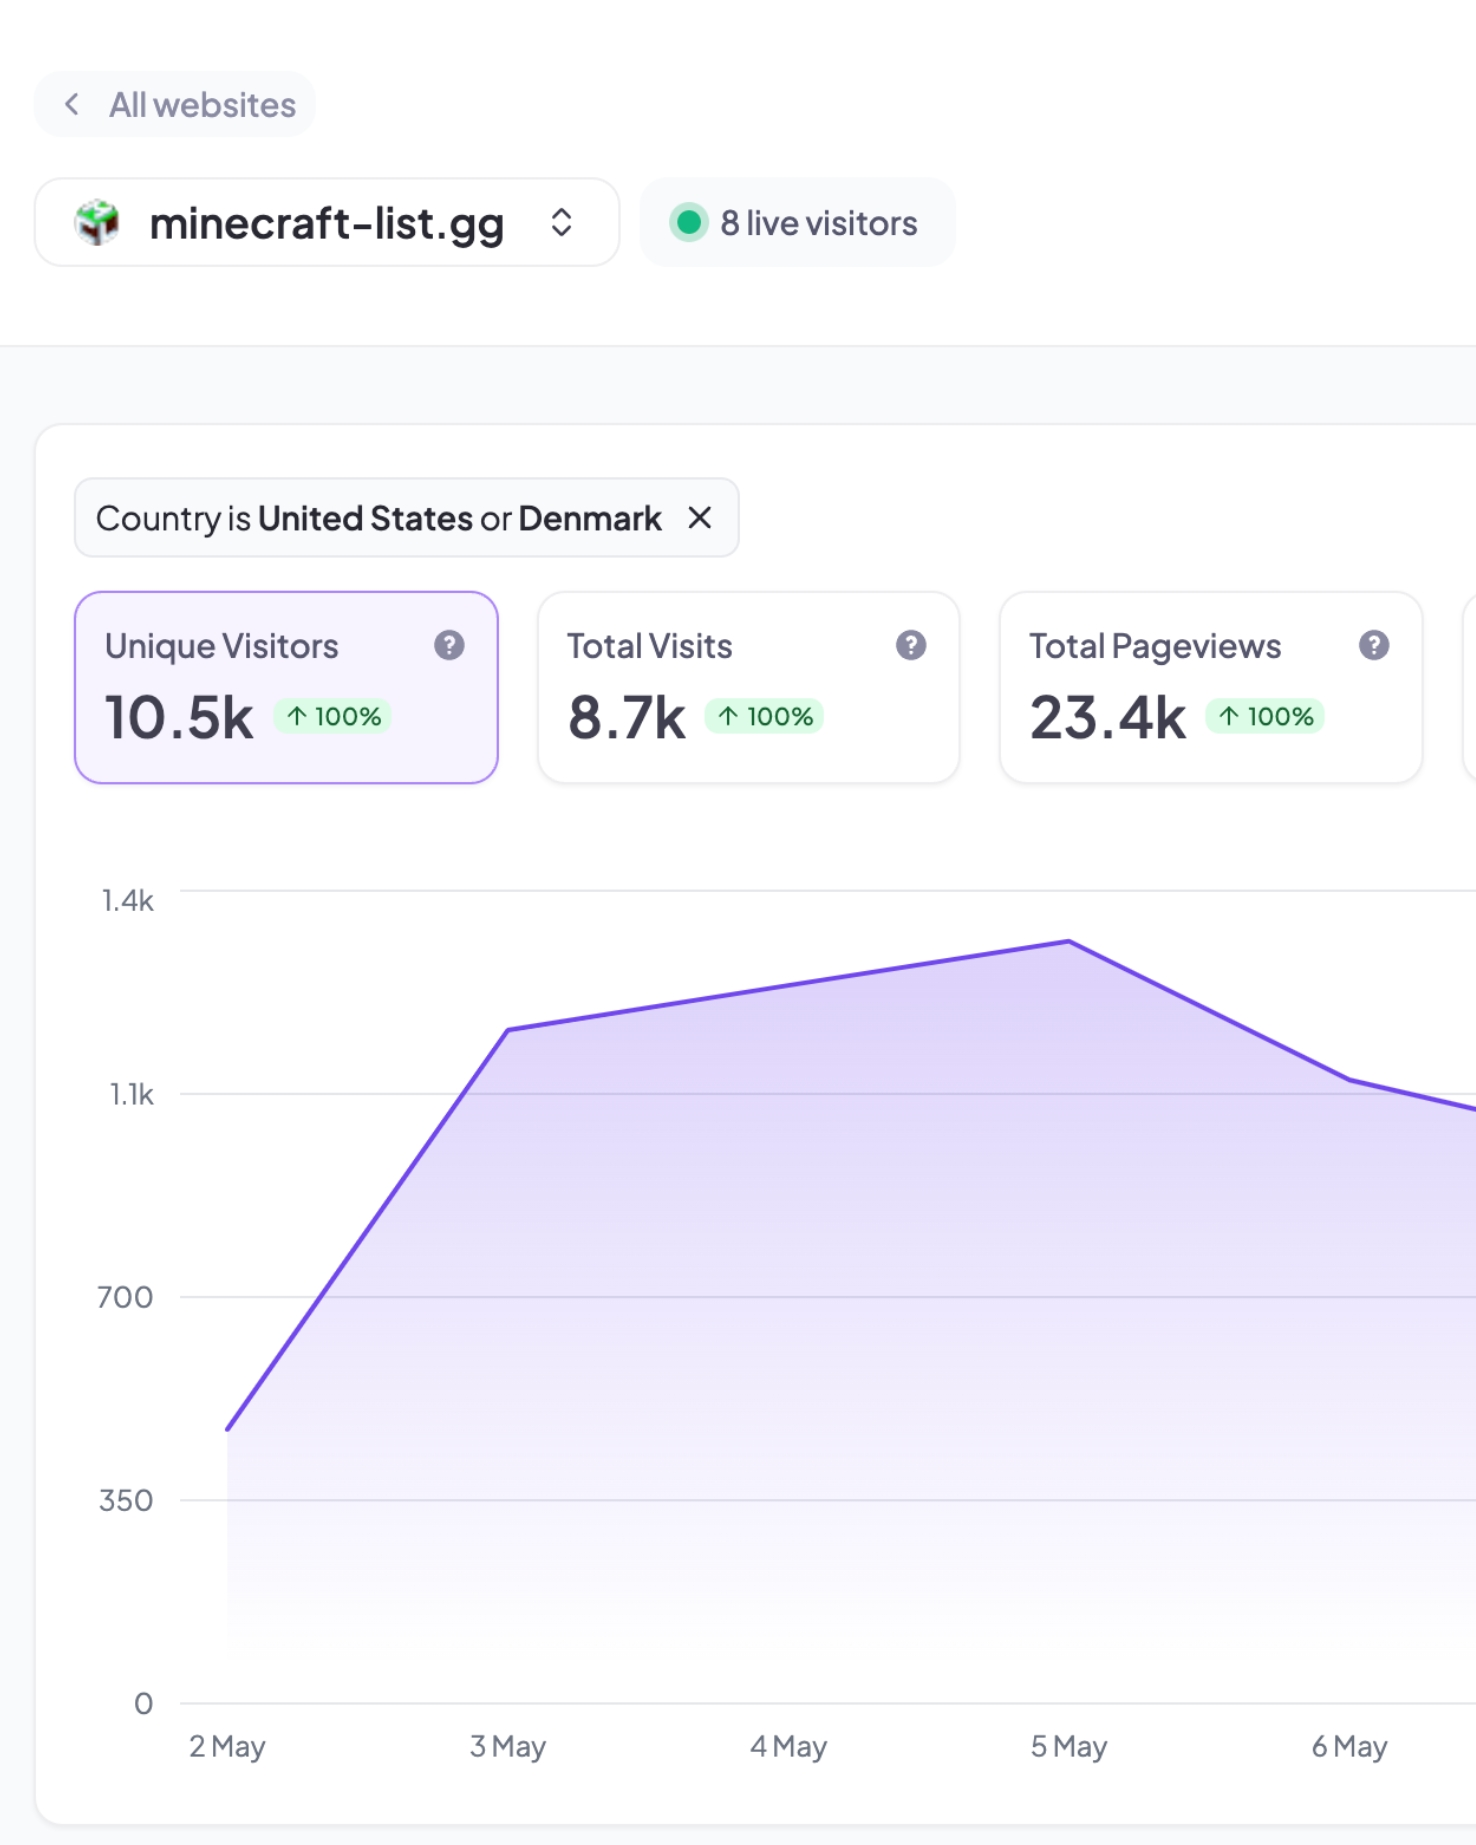 All websites
minecraft-list.gg
8 live visitors
Country is United States or Denmark
Unique Visitors ?
10.5k ↑ 100%
Total Visits ?
8.7k ↑ 100%
Total Pageviews ?
23.4k ↑ 100%
1.4k
1.1k
700
350
0
2 May 3 May 4 May 5 May 6 May